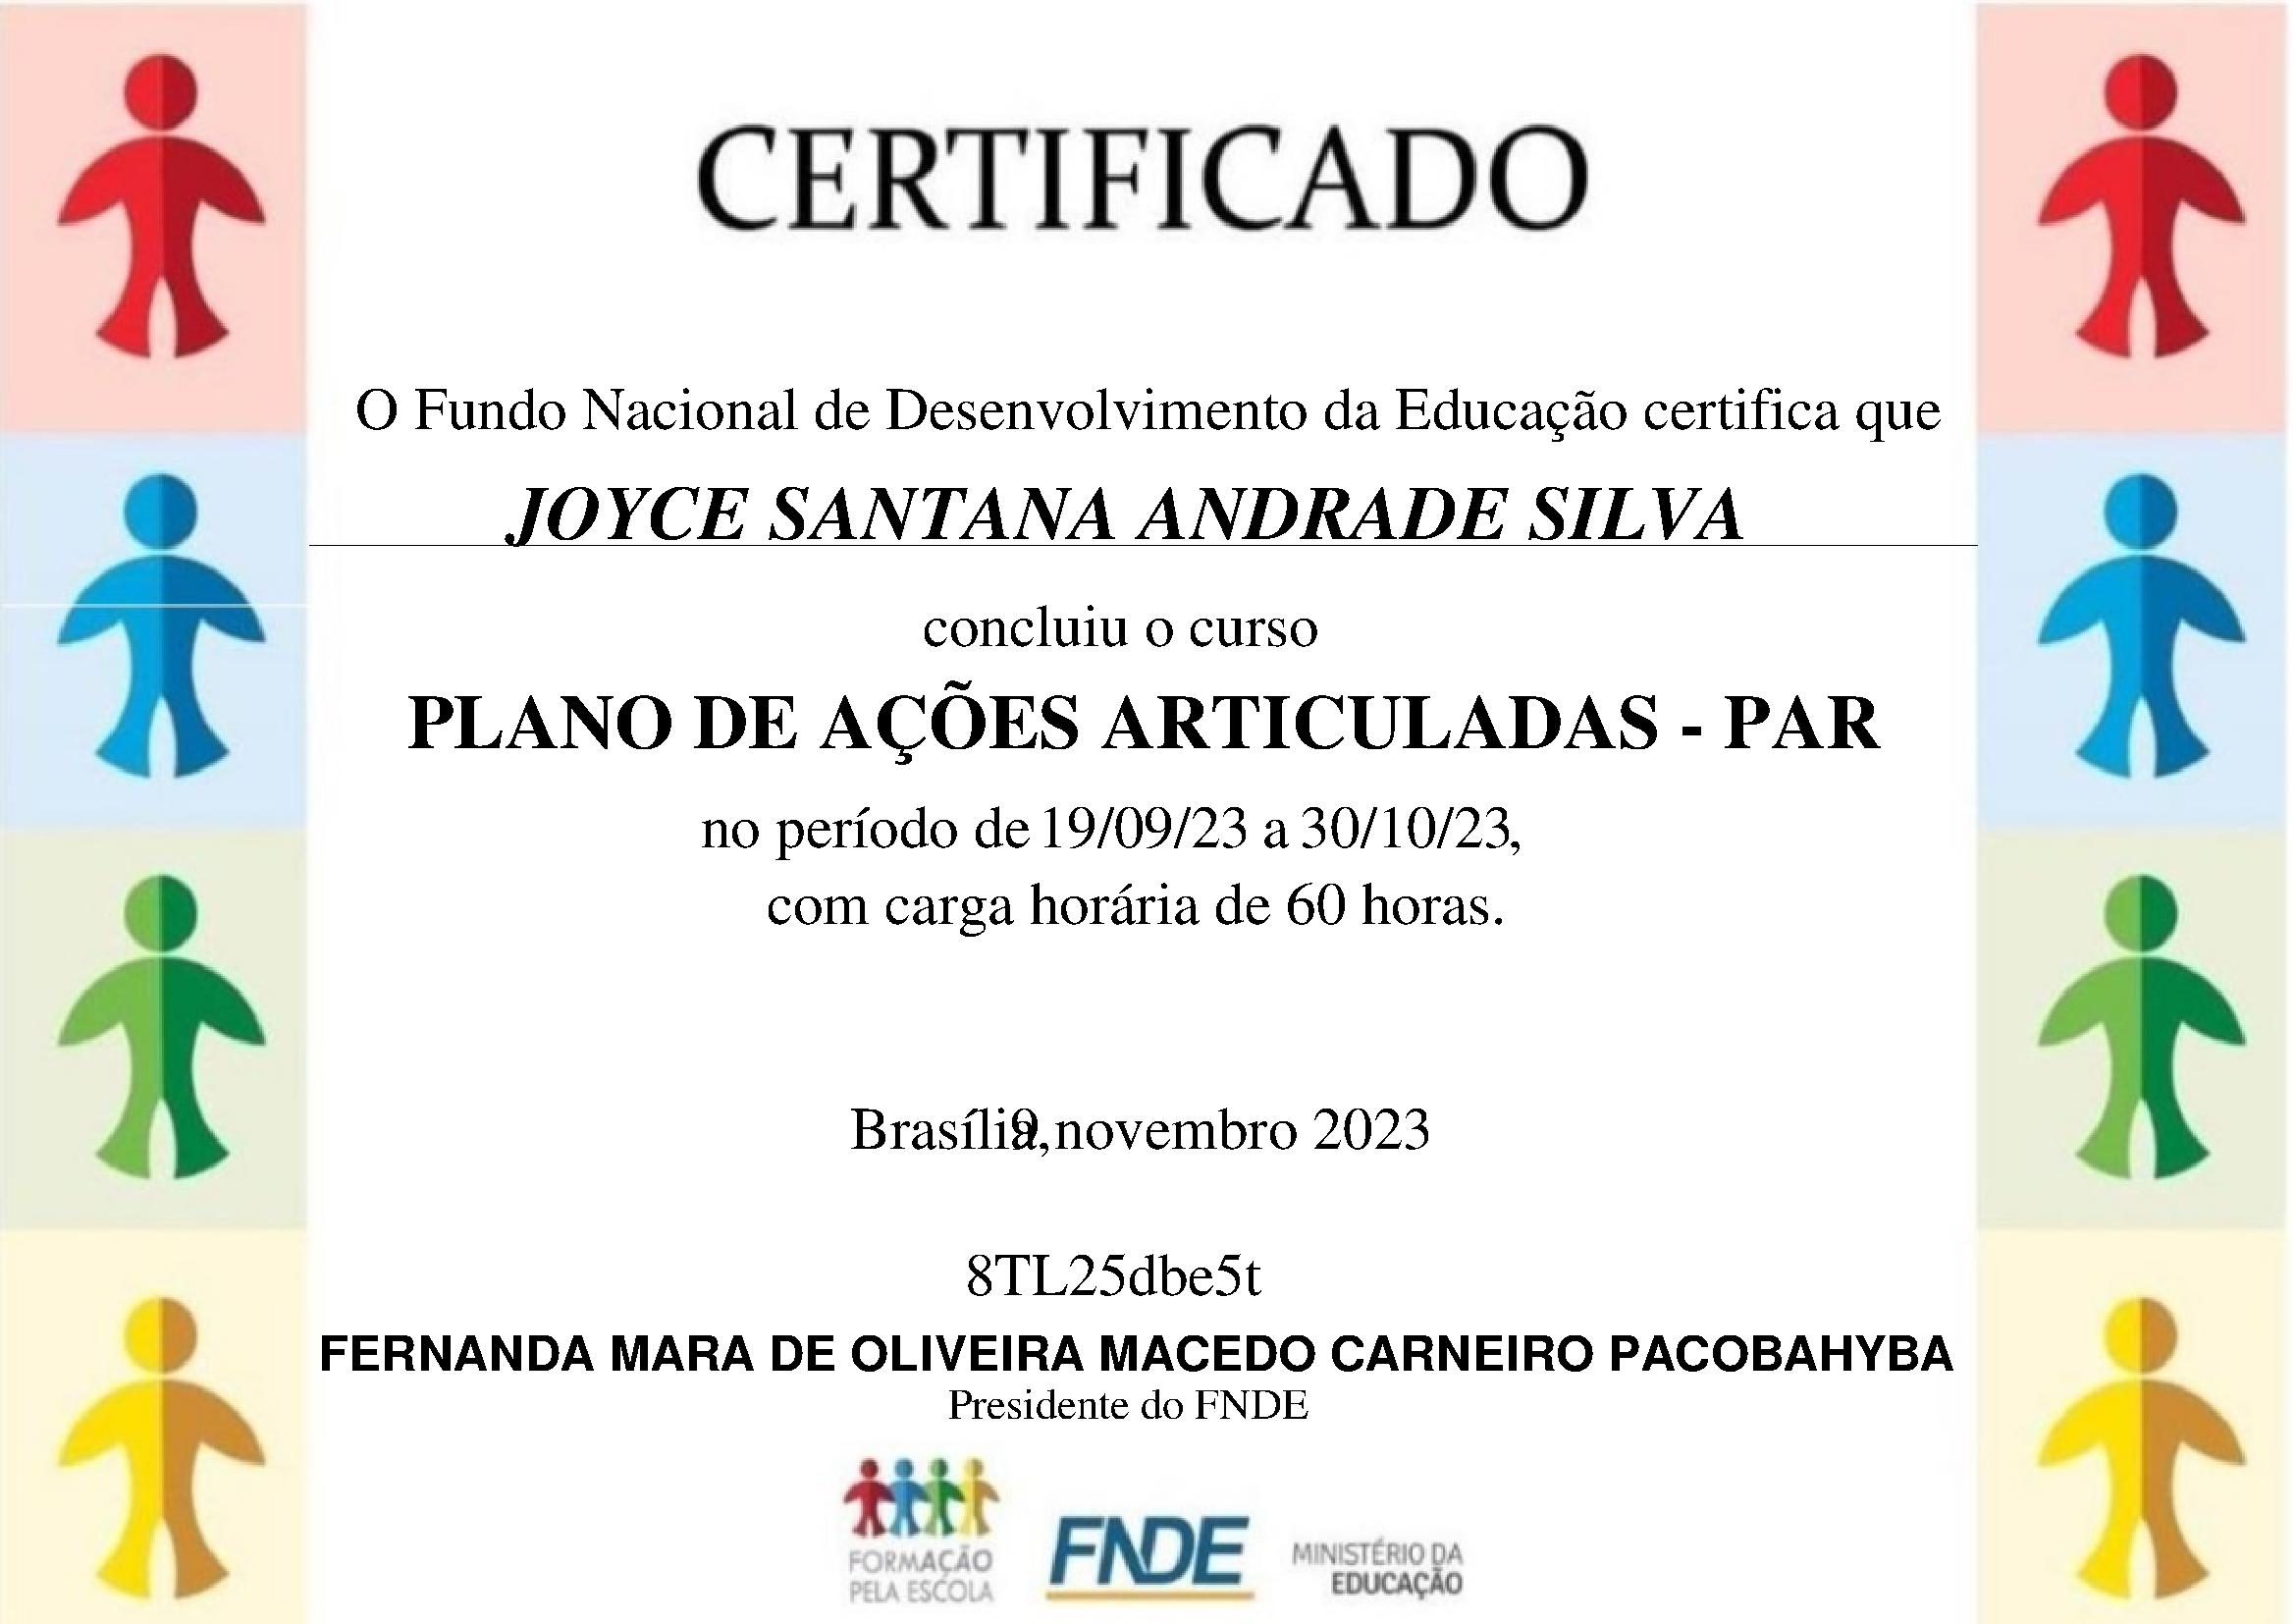 CERTIFICADO
O Fundo Nacional de Desenvolvimento da Educação certifica que
JOYCE SANTANA ANDRADE SILVA
concluiu o curso
PLANO DE AÇÕES ARTICULADAS - PAR
no período de 19/09/23 a 30/10/23,
com carga horária de 60 horas.
Brasília, 9 novembro 2023
8TL25dbe5t
FERNANDA MARA DE OLIVEIRA MACEDO CARNEIRO PACOBAHYBA
Presidente do FNDE
FORMAÇÃO
PELA ESCOLA
FNDE
MINISTÉRIO DA
EDUCAÇÃO